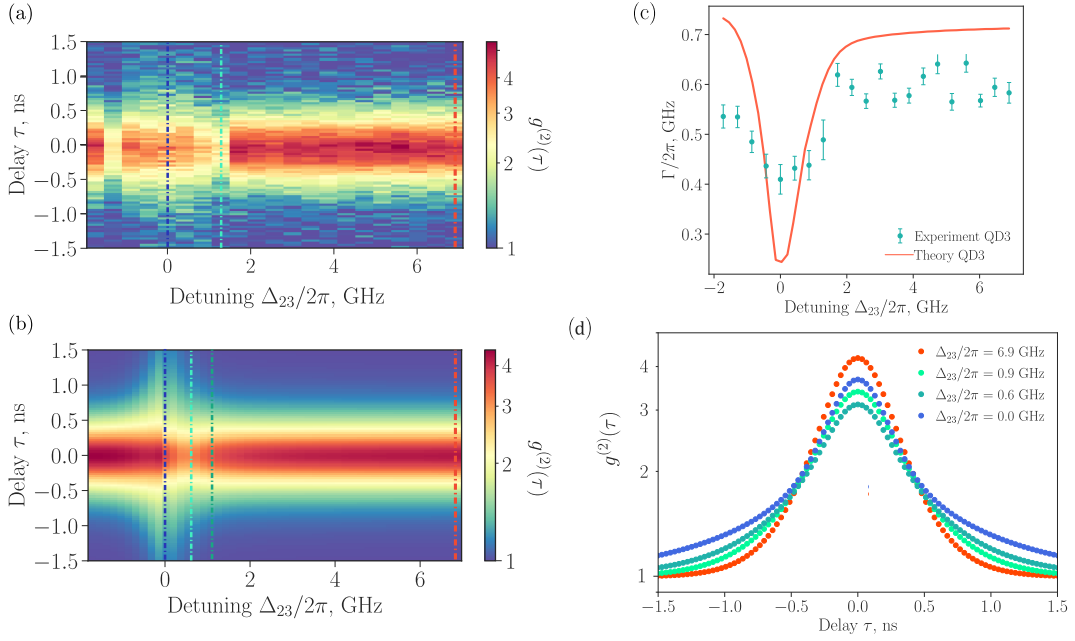 (a)
1.5
1.0
0.5
0.0
−0.5
−1.0
−1.5
Delay τ, ns
0
2
4
6
Detuning Δ₂₃/2π, GHz
4
3
2
1
g⁽²⁾(τ)
(b)
1.5
1.0
0.5
0.0
−0.5
−1.0
−1.5
Delay τ, ns
0
2
4
6
Detuning Δ₂₃/2π, GHz
4
3
2
1
g⁽²⁾(τ)
(c)
0.7
0.6
0.5
0.4
0.3
Γ/2π, GHz
Experiment QD3
Theory QD3
−2
0
2
4
6
Detuning Δ₂₃/2π, GHz
(d)
4
3
2
1
g⁽²⁾(τ)
Δ₂₃/2π = 6.9 GHz
Δ₂₃/2π = 0.9 GHz
Δ₂₃/2π = 0.6 GHz
Δ₂₃/2π = 0.0 GHz
−1.5
−1.0
−0.5
0.0
0.5
1.0
1.5
Delay τ, ns